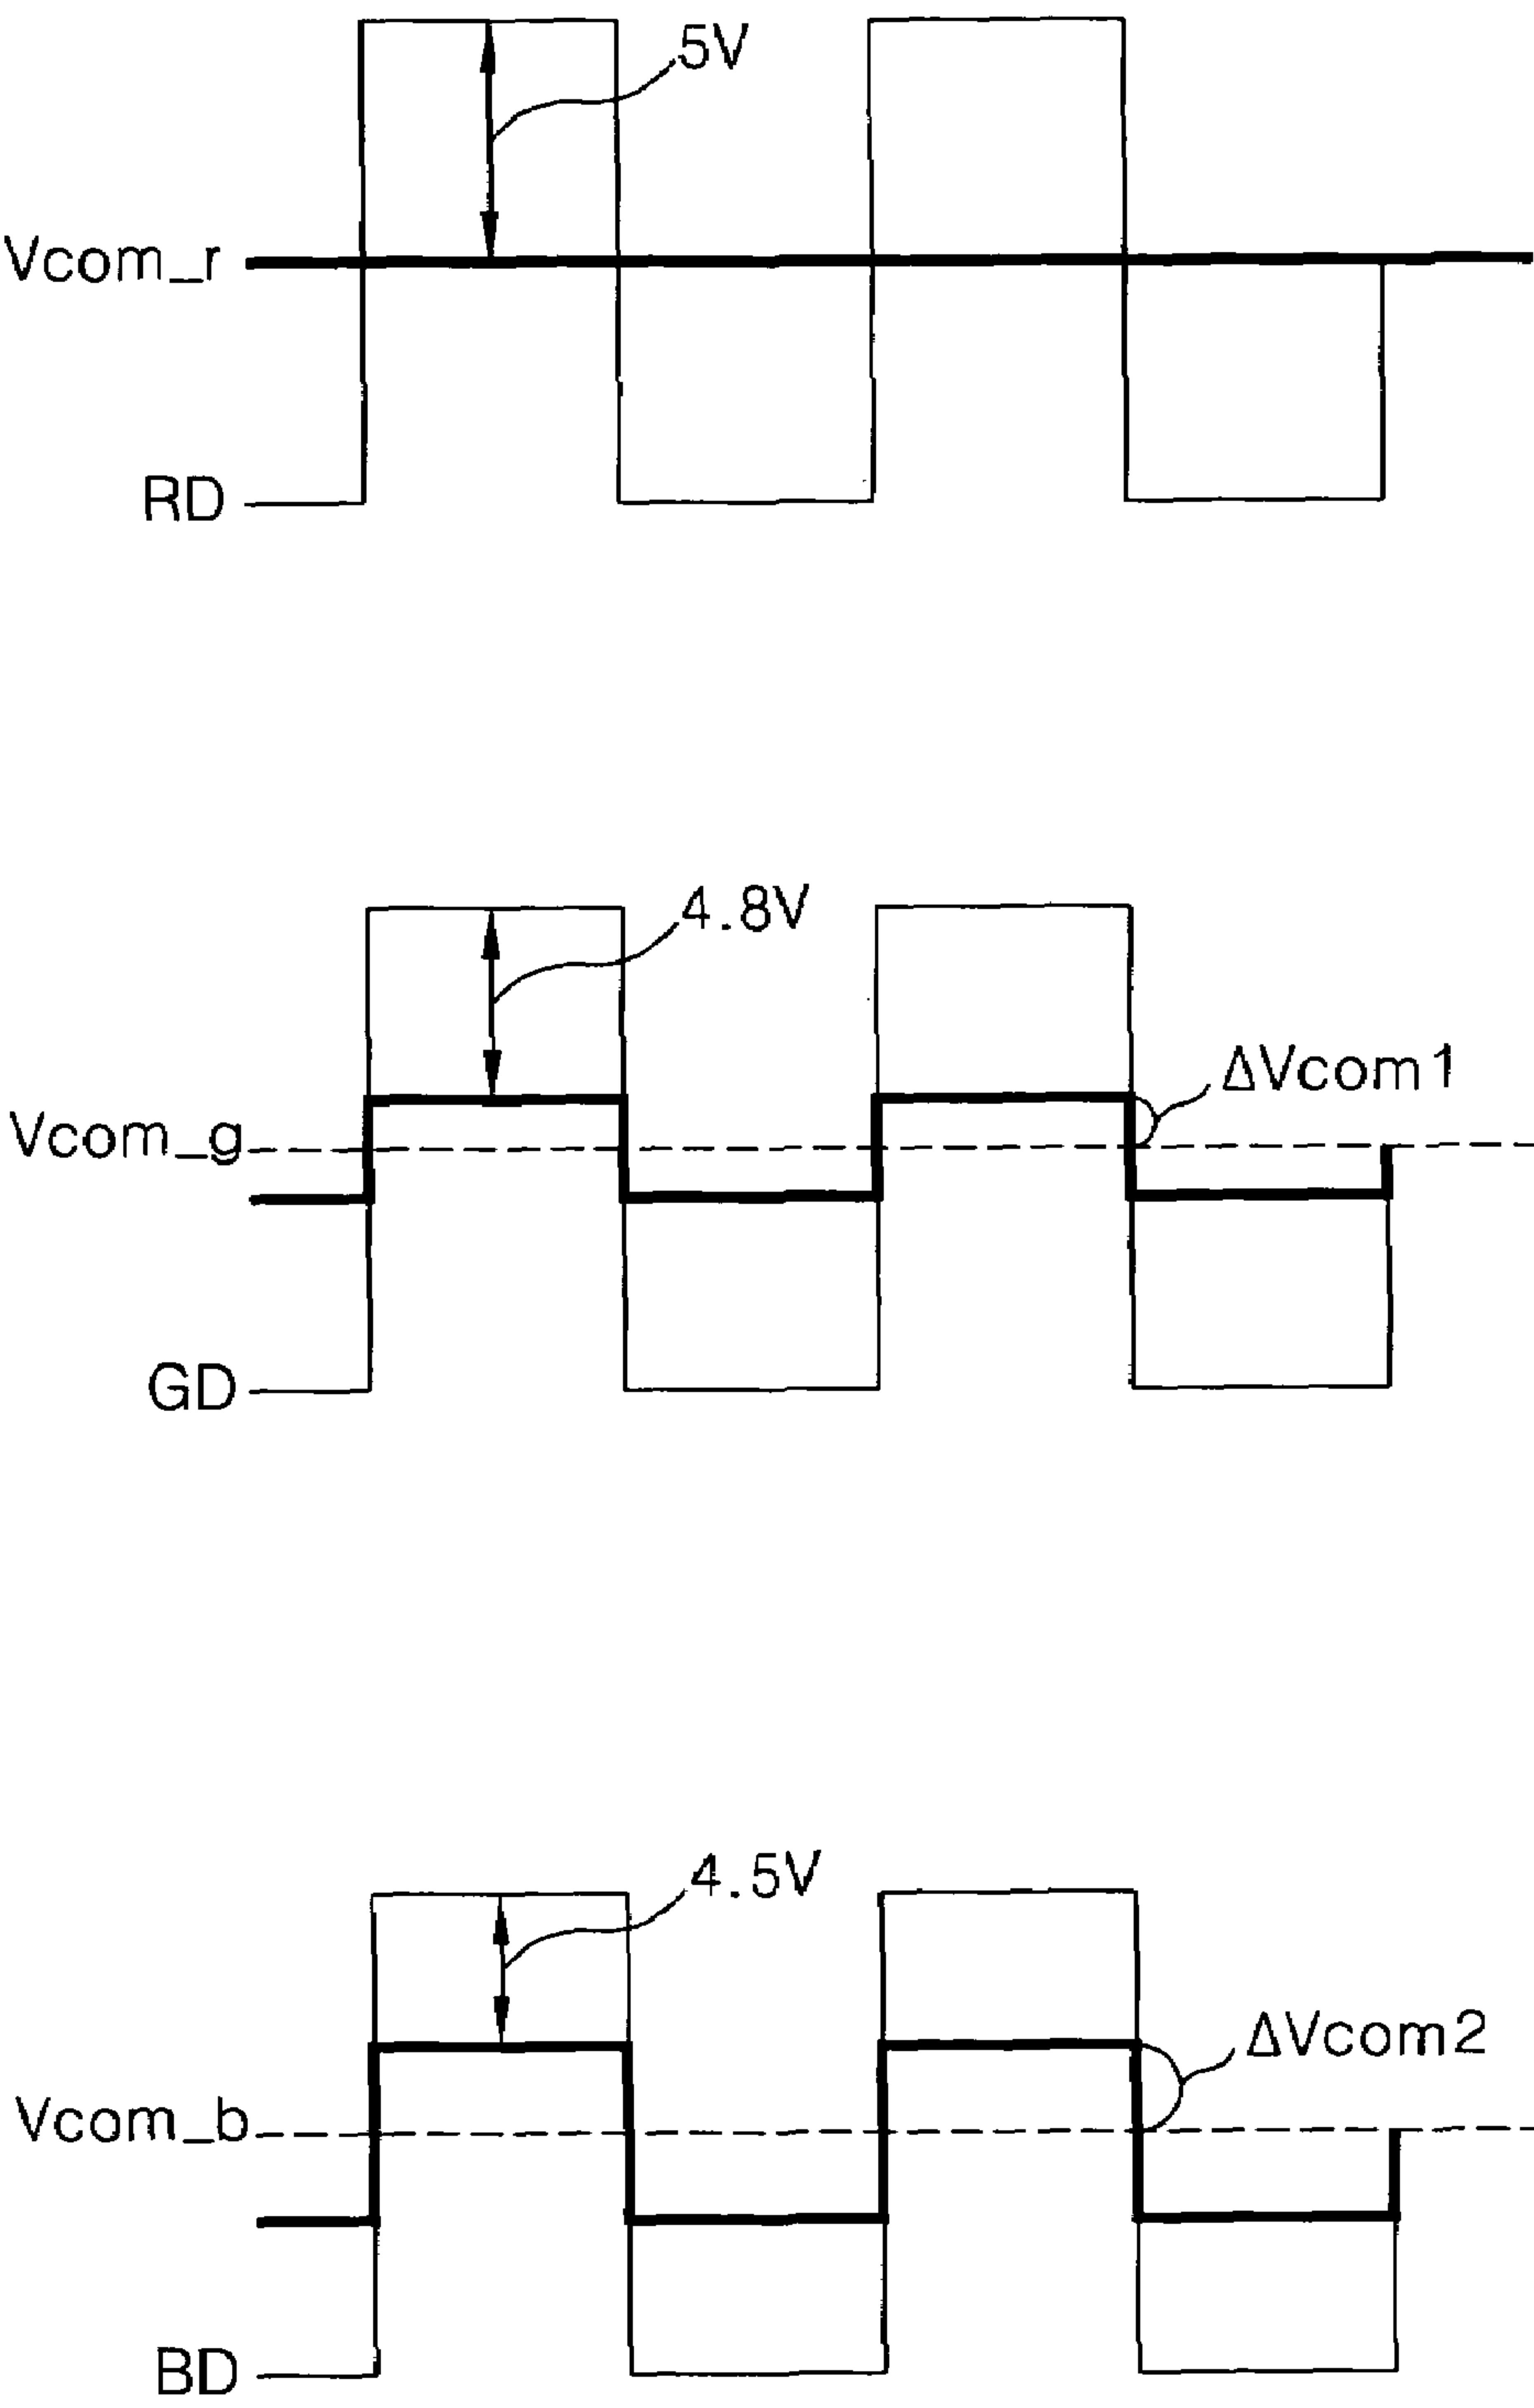 5V
Vcom_r
RD
4.8V
ΔVcom1
Vcom_g
GD
4.5V
ΔVcom2
Vcom_b
BD